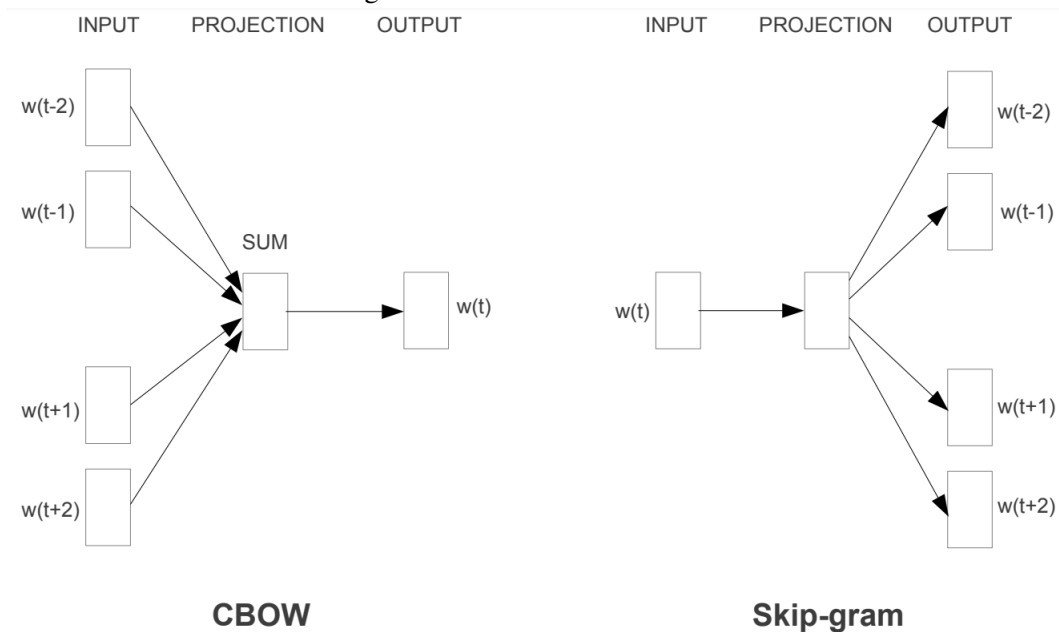 INPUT PROJECTION OUTPUT INPUT PROJECTION OUTPUT
w(t-2) w(t-2)
w(t-1) w(t-1)
SUM
w(t) w(t)
w(t+1) w(t+1)
w(t+2) w(t+2)
CBOW Skip-gram